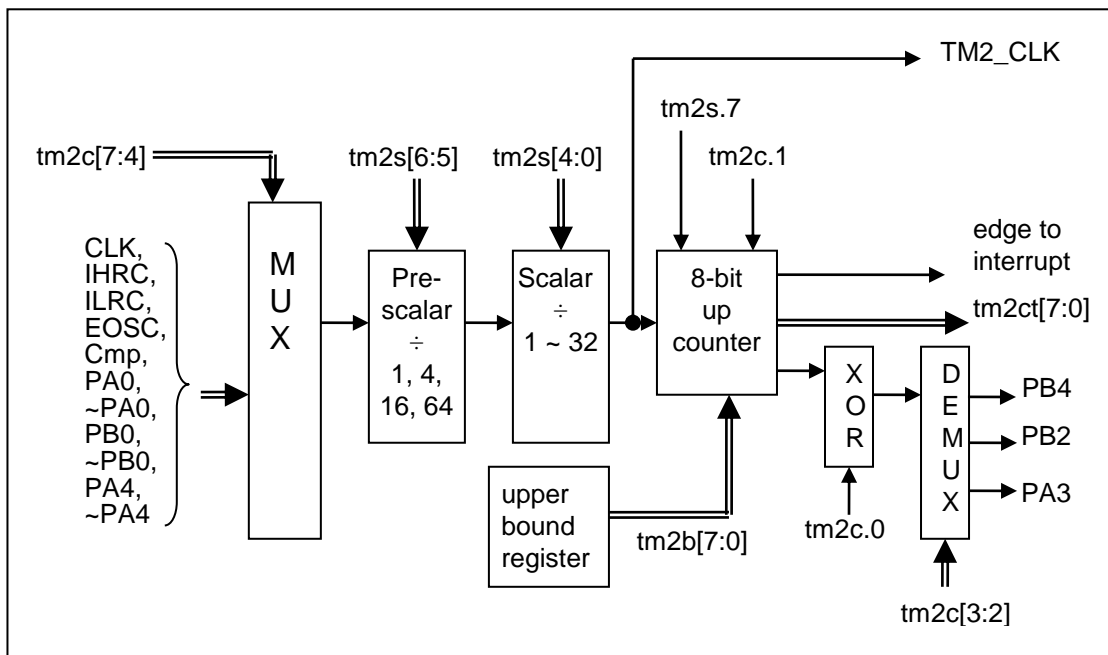 TM2_CLK
tm2s.7
tm2c[7:4]
tm2s[6:5]
tm2s[4:0]
tm2c.1
CLK,
IHRC,
ILRC,
EOSC,
Cmp,
PA0,
~PA0,
PB0,
~PB0,
PA4,
~PA4
M
U
X
Pre-
scalar
÷
1, 4,
16, 64
Scalar
÷
1 ~ 32
8-bit
up
counter
edge to
interrupt
tm2ct[7:0]
X
O
R
D
E
M
U
X
PB4
PB2
PA3
upper
bound
register
tm2b[7:0]
tm2c.0
tm2c[3:2]